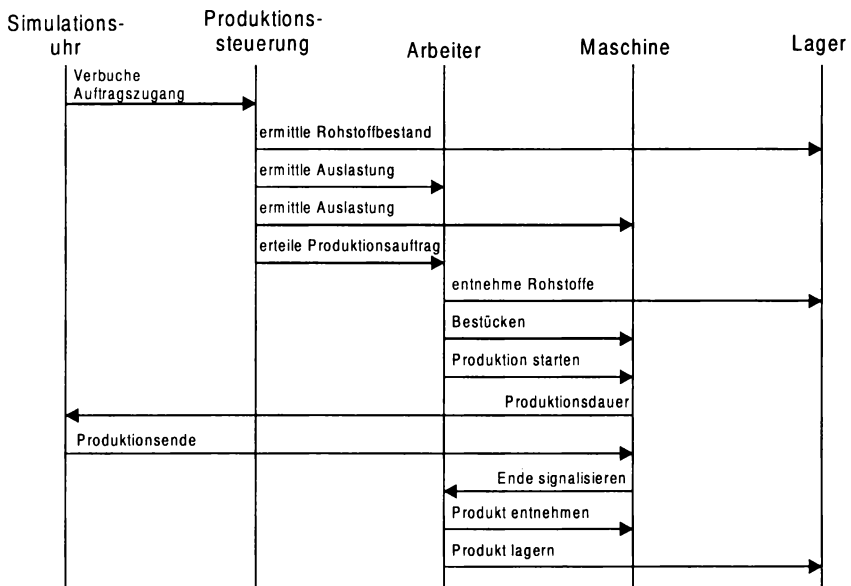 Simulations-
uhr
Produktions-
steuerung
Arbeiter
Maschine
Lager
Verbuche
Auftragszugang
ermittle Rohstoffbestand
ermittle Auslastung
ermittle Auslastung
erteile Produktionsauftrag
entnehme Rohstoffe
Bestücken
Produktion starten
Produktionsdauer
Produktionsende
Ende signalisieren
Produkt entnehmen
Produkt lagern